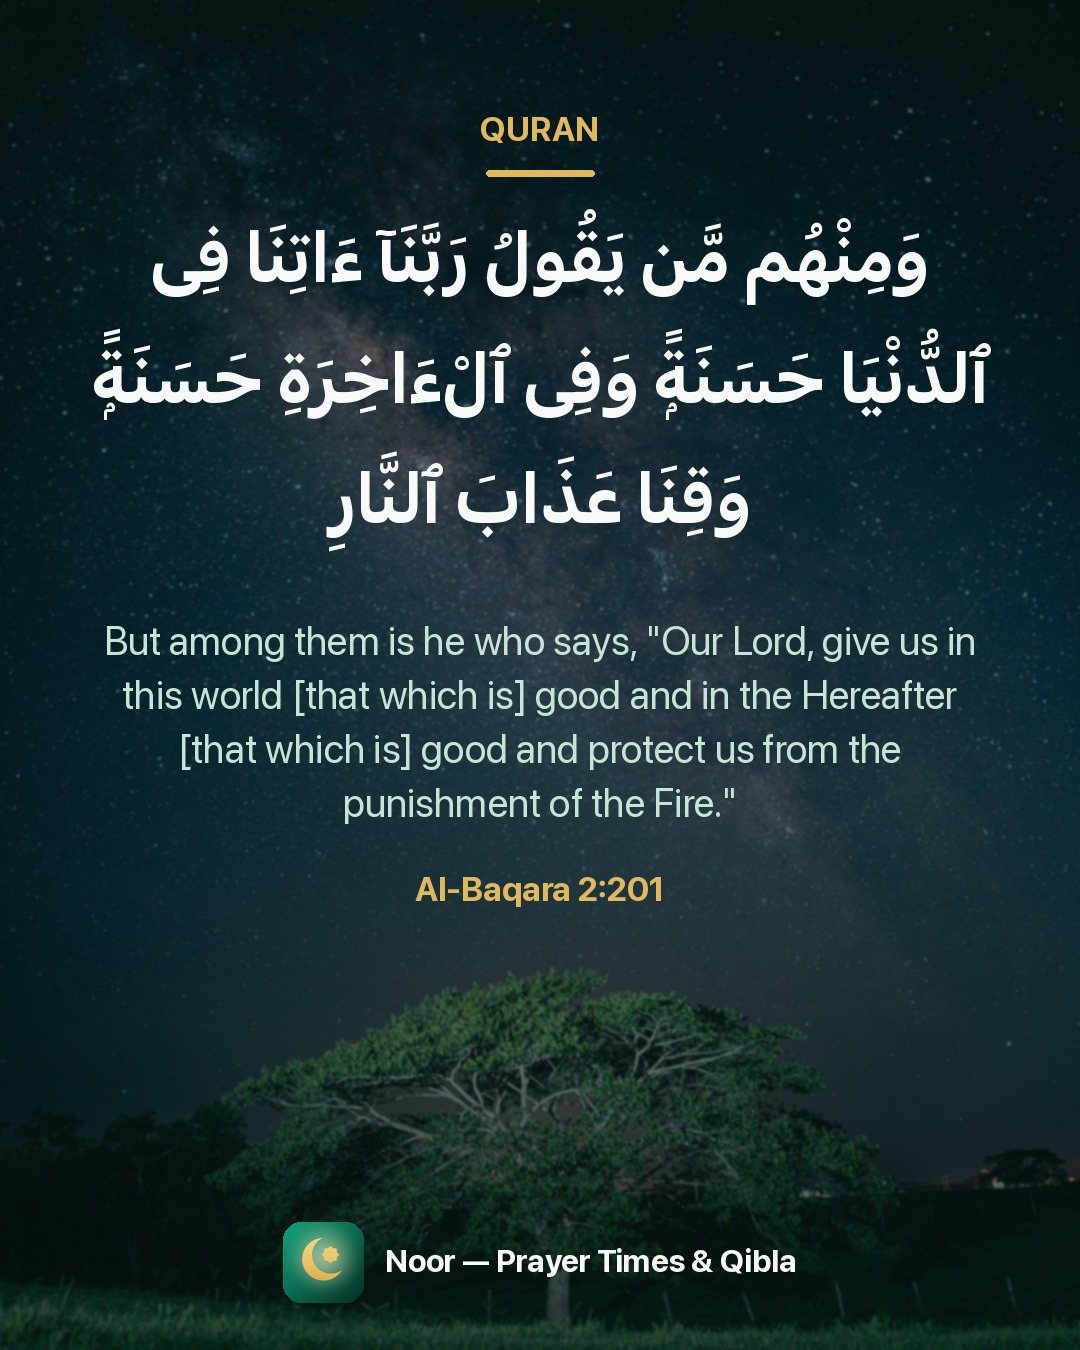 QURAN
وَمِنْهُم مَّن يَقُولُ رَبَّنَآ ءَاتِنَا فِى
ٱلدُّنْيَا حَسَنَةًۭ وَفِى ٱلْءَاخِرَةِ حَسَنَةًۭ
وَقِنَا عَذَابَ ٱلنَّارِ
But among them is he who says, "Our Lord, give us in
this world [that which is] good and in the Hereafter
[that which is] good and protect us from the
punishment of the Fire."
Al-Baqara 2:201
Noor — Prayer Times & Qibla